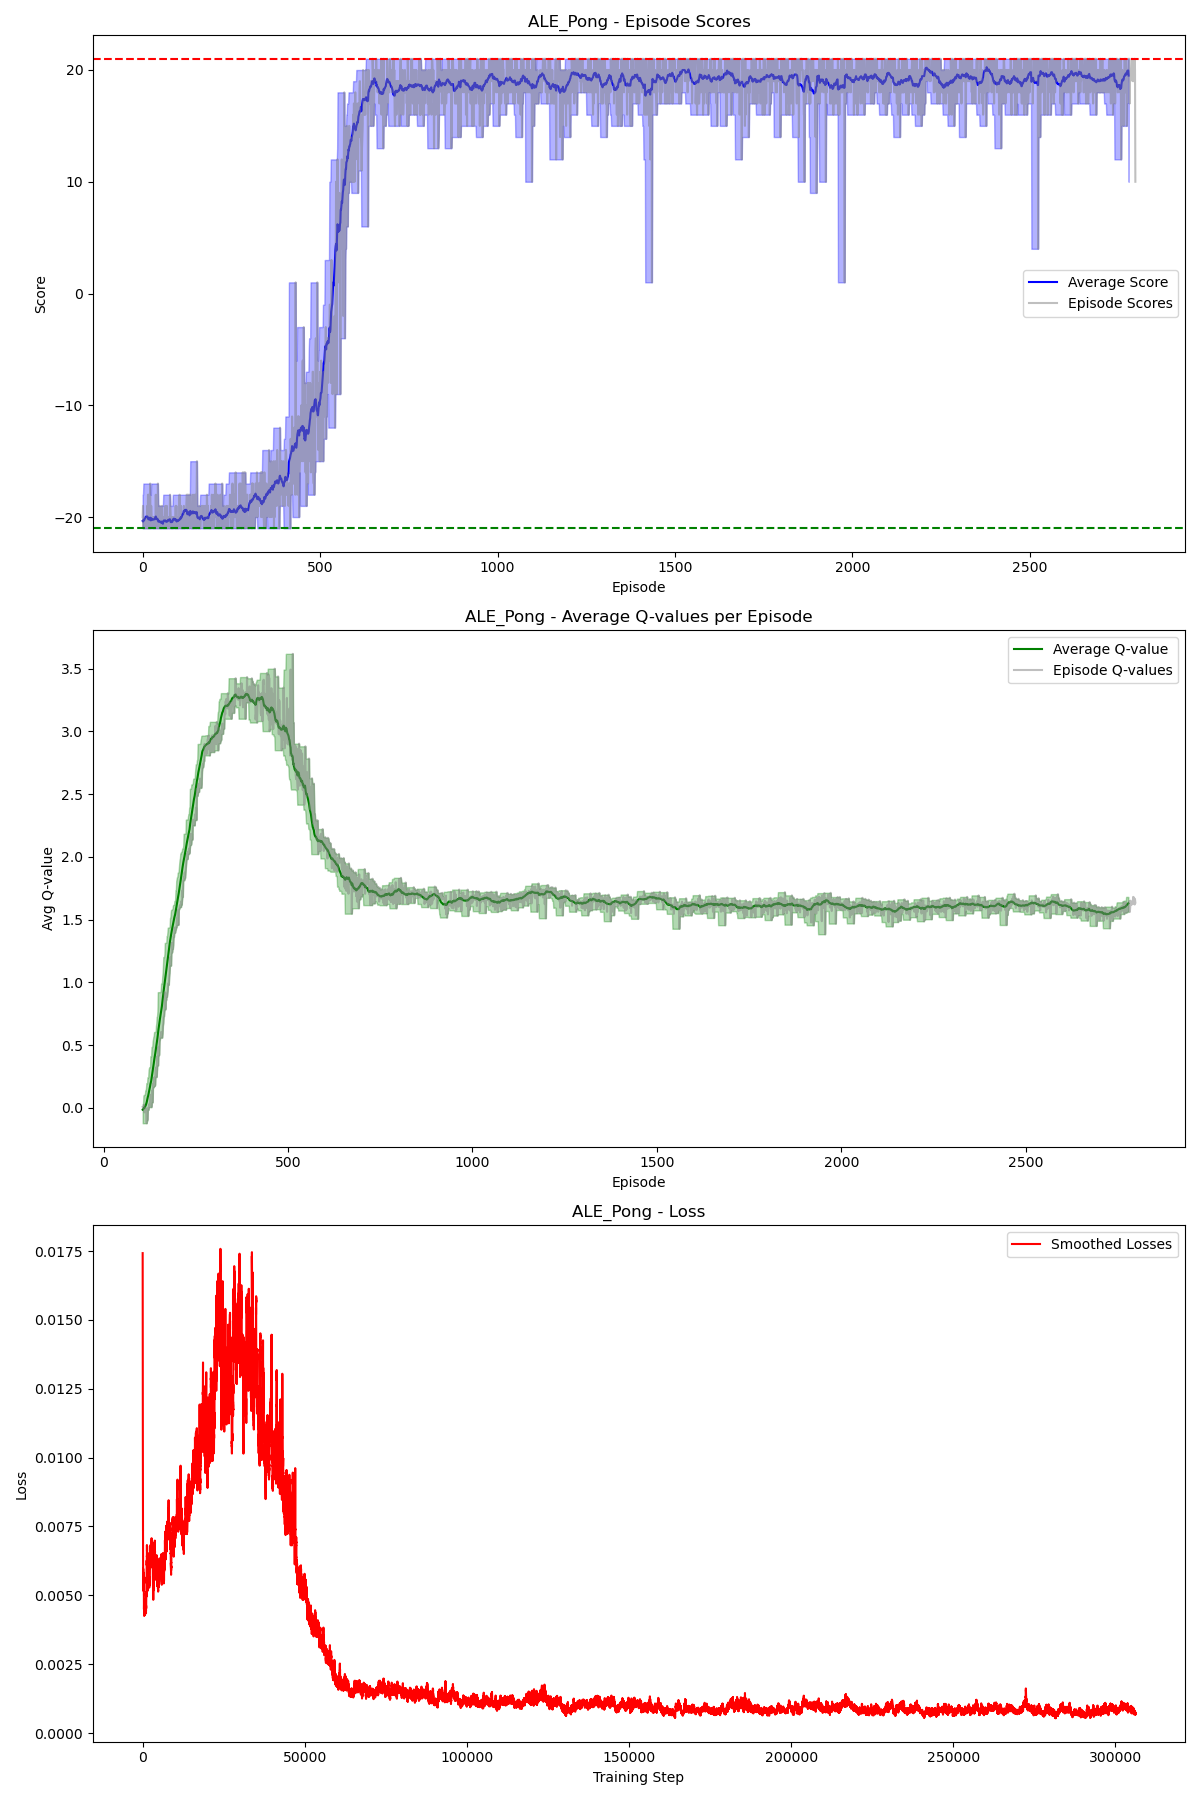 ALE_Pong - Episode Scores
20
10
0
−10
−20
Score
Average Score
Episode Scores
0 500 1000 1500 2000 2500
Episode
ALE_Pong - Average Q-values per Episode
3.5
3.0
2.5
2.0
1.5
1.0
0.5
0.0
Avg Q-value
Average Q-value
Episode Q-values
0 500 1000 1500 2000 2500
Episode
ALE_Pong - Loss
0.0175
0.0150
0.0125
0.0100
0.0075
0.0050
0.0025
0.0000
Loss
Smoothed Losses
0 50000 100000 150000 200000 250000 300000
Training Step